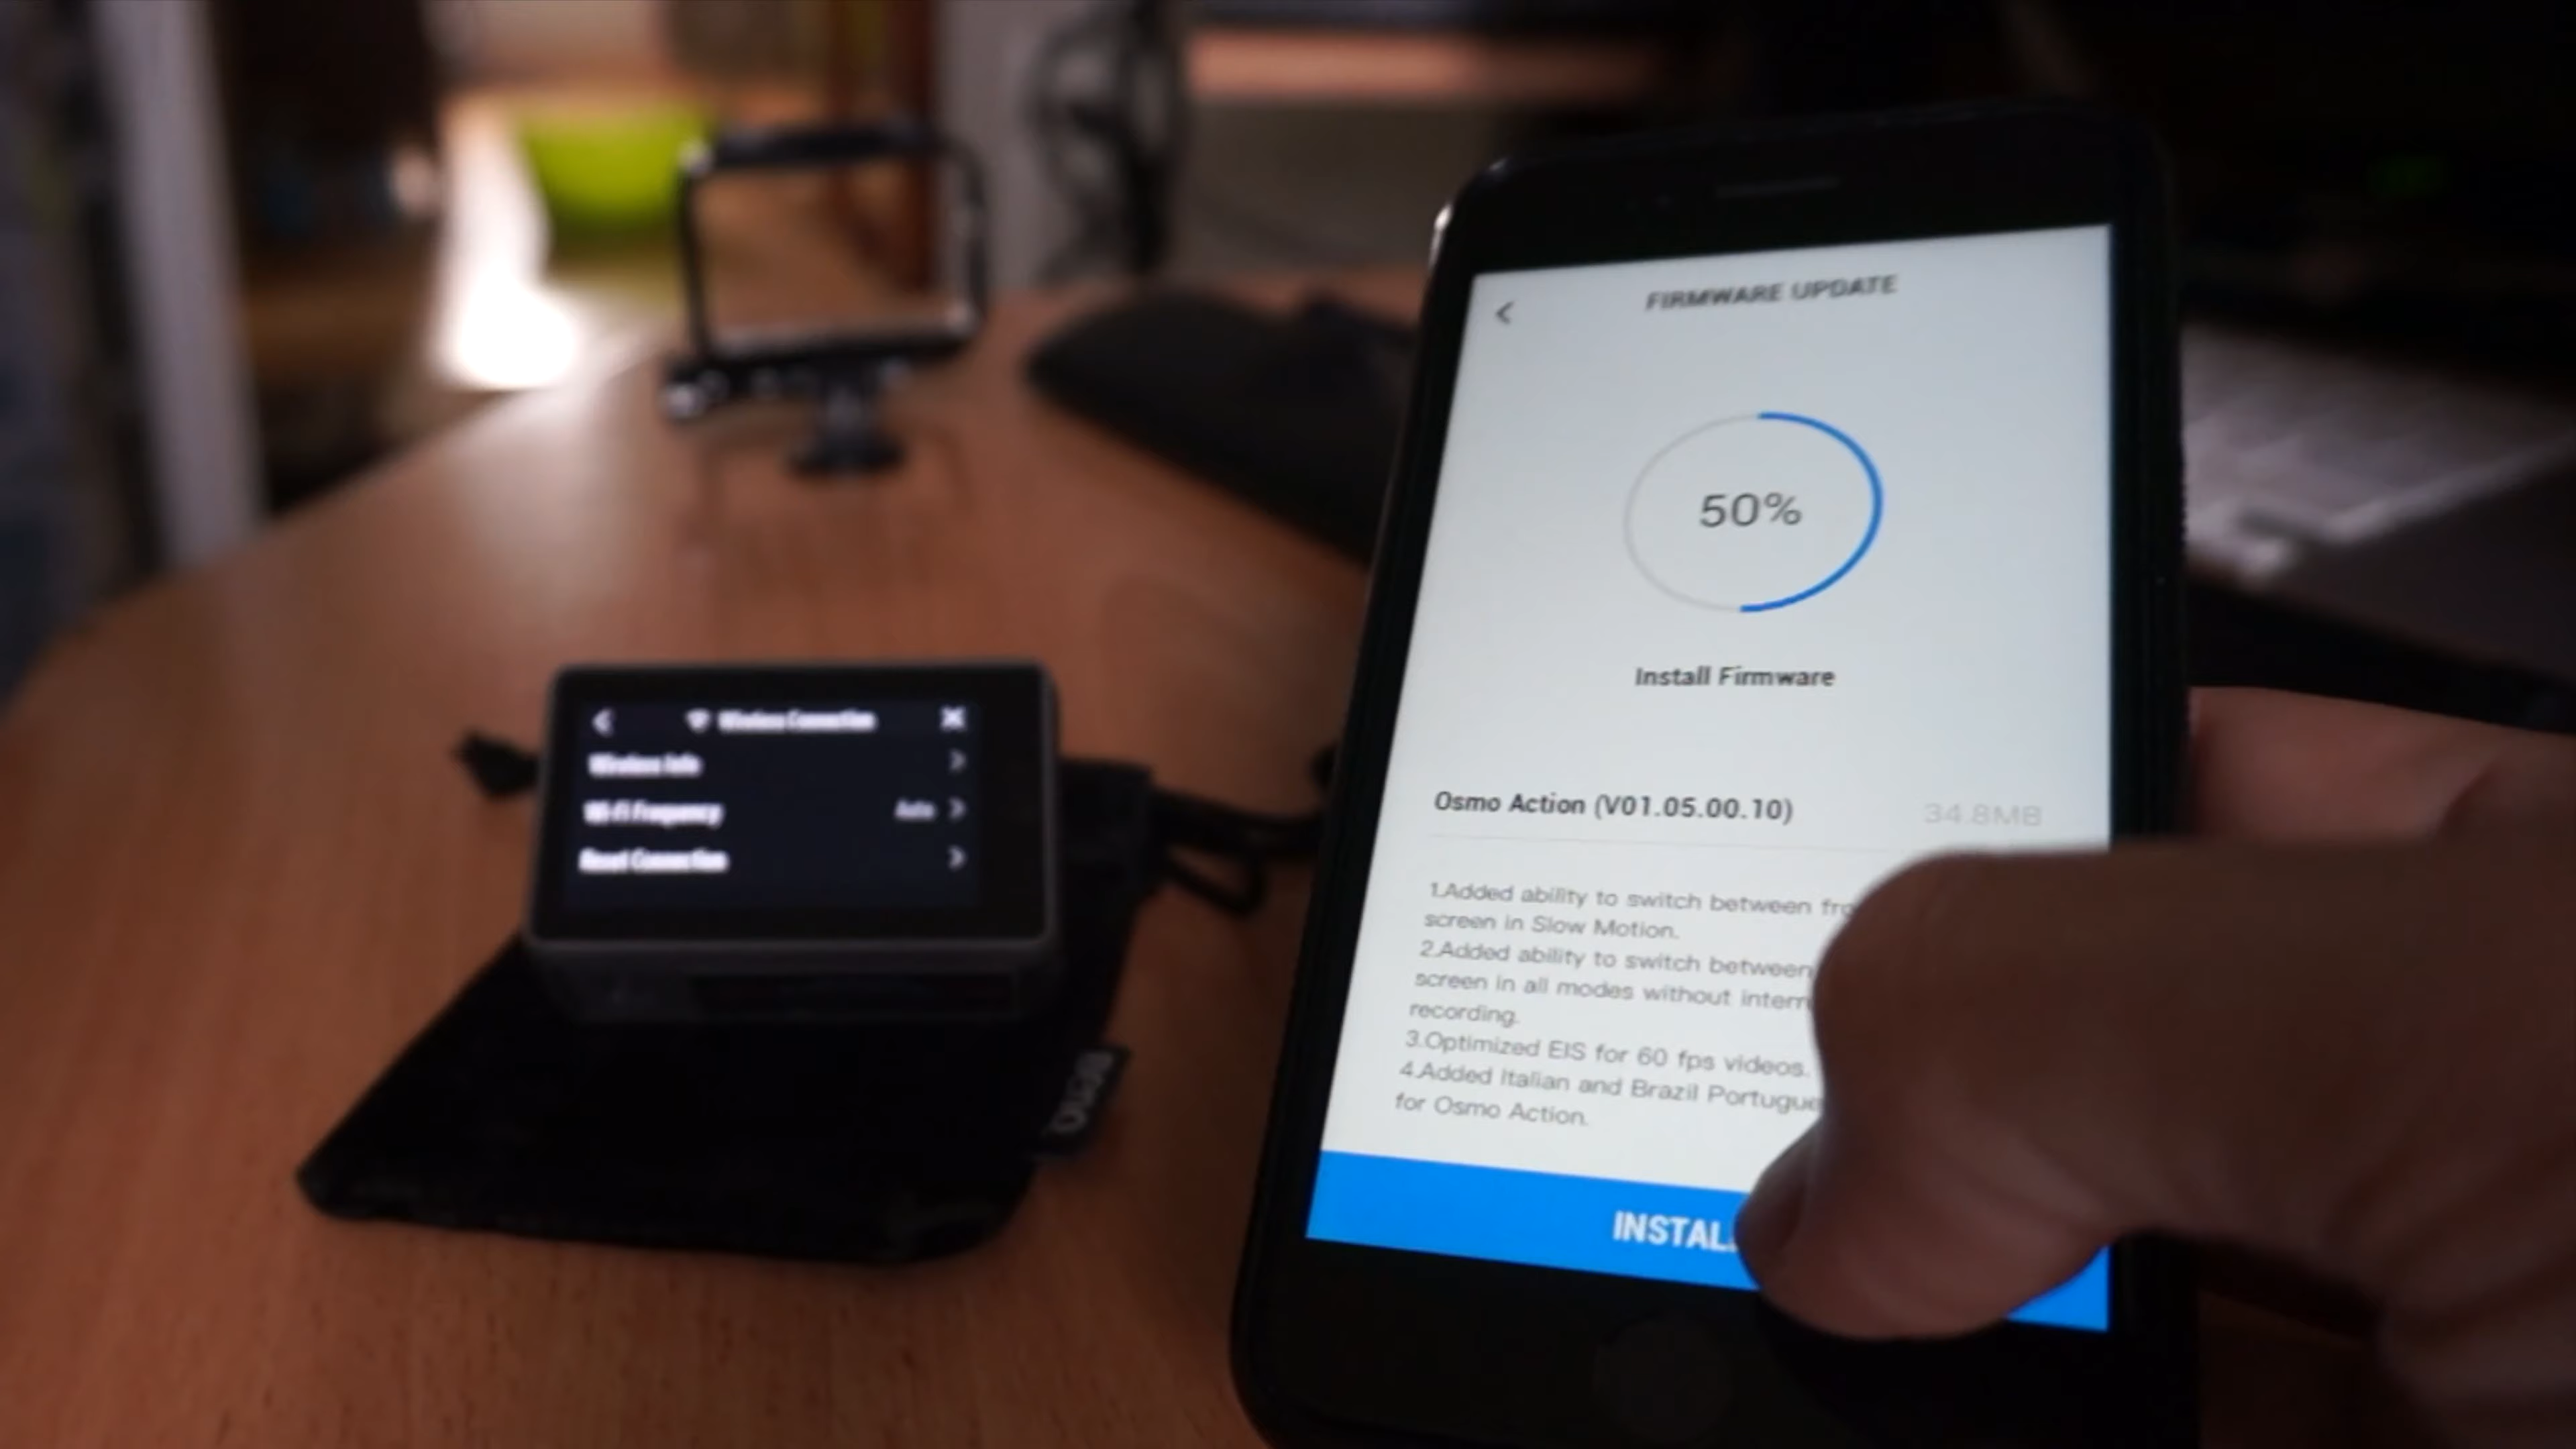 FIRMWARE UPDATE
50%
Install Firmware
Osmo Action (V01.05.00.10) 34.8MB
1.Added ability to switch between
screen in Slow Motion.
2.Added ability to switch between
screen in all modes without
recording.
3.Optimized EIS for 60 fps videos.
4.Added Italian and Brazil
for Osmo Action.
Wireless Connection
Wireless Info
Wi-Fi Frequency Auto
Reset Connection
osmo